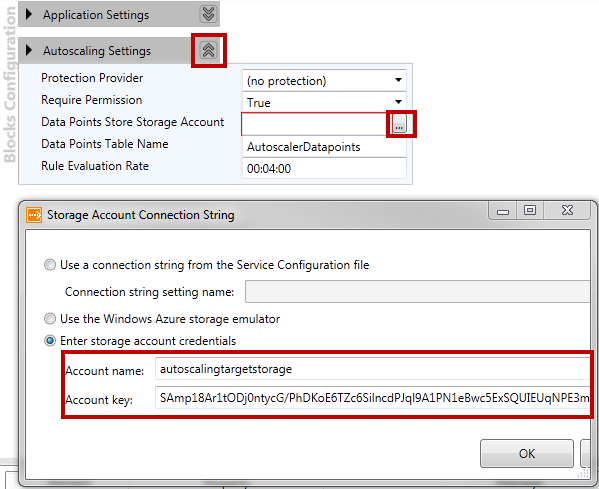 Blocks Configuration
Application Settings
Autoscaling Settings
Protection Provider (no protection)
Require Permission True
Data Points Store Storage Account ...
Data Points Table Name AutoscalerDatapoints
Rule Evaluation Rate 00:04:00
Storage Account Connection String
Use a connection string from the Service Configuration file
Connection string setting name:
Use the Windows Azure storage emulator
Enter storage account credentials
Account name: autoscalingtargetstorage
Account key: SAmp18Ar1tODj0ntycG/PhDKoE6TZc6SilncdPJql9A1PN1eBwc5ExSQUIEUqNPE3m
OK